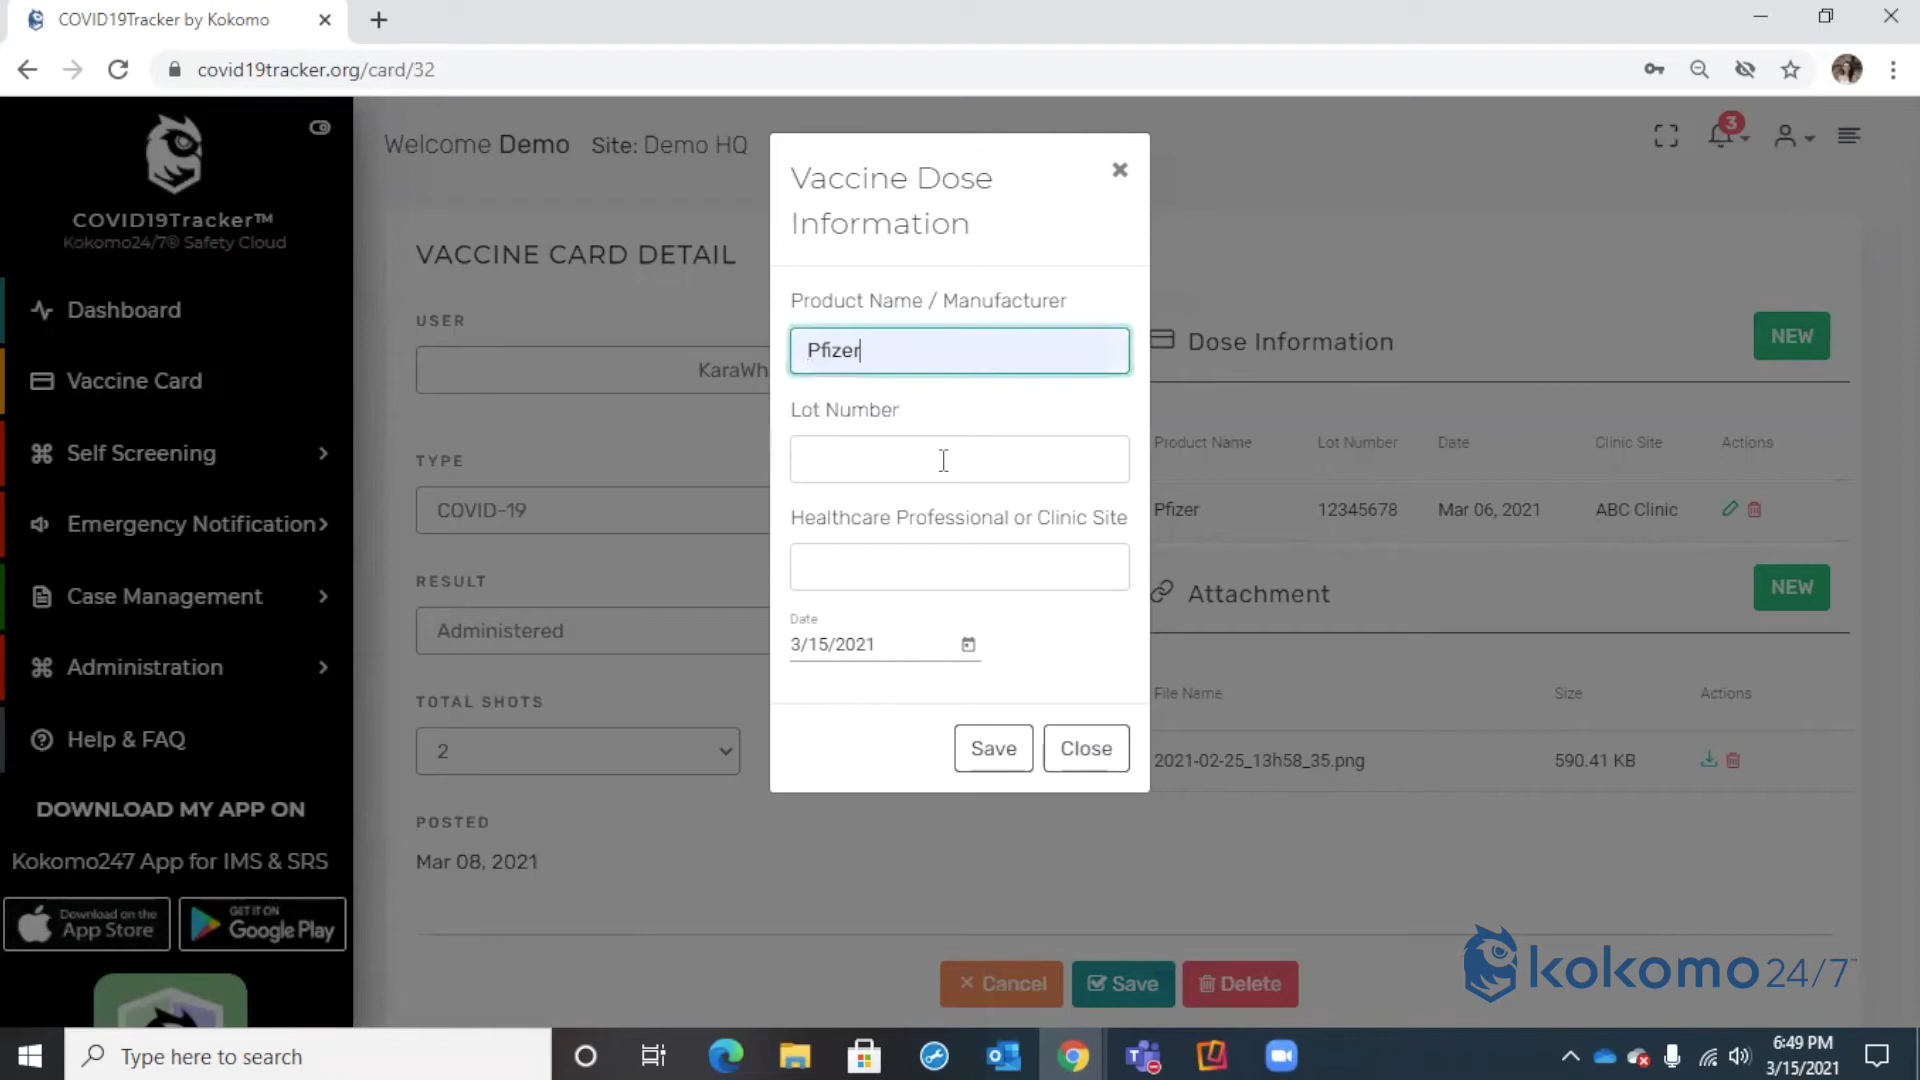 COVID19Tracker by Kokomo
covid19tracker.org/card/32
COVID19Tracker™
Kokomo24/7® Safety Cloud
Dashboard
Vaccine Card
Self Screening
Emergency Notification
Case Management
Administration
Help & FAQ
DOWNLOAD MY APP ON
Kokomo247 App for IMS & SRS
Download on the
App Store
GET IT ON
Google Play
Welcome Demo Site: Demo HQ
3
VACCINE CARD DETAIL
USER
KaraWh
TYPE
COVID-19
RESULT
Administered
TOTAL SHOTS
2
POSTED
Mar 08, 2021
Vaccine Dose
Information
Product Name / Manufacturer
Pfizer
Lot Number
Healthcare Professional or Clinic Site
Date
3/15/2021
Save Close
Dose Information NEW
Product Name Lot Number Date Clinic Site Actions
Pfizer 12345678 Mar 06, 2021 ABC Clinic
Attachment NEW
File Name Size Actions
2021-02-25_13h58_35.png 590.41 KB
Cancel Save Delete
kokomo 24/7™
Type here to search
6:49 PM
3/15/2021